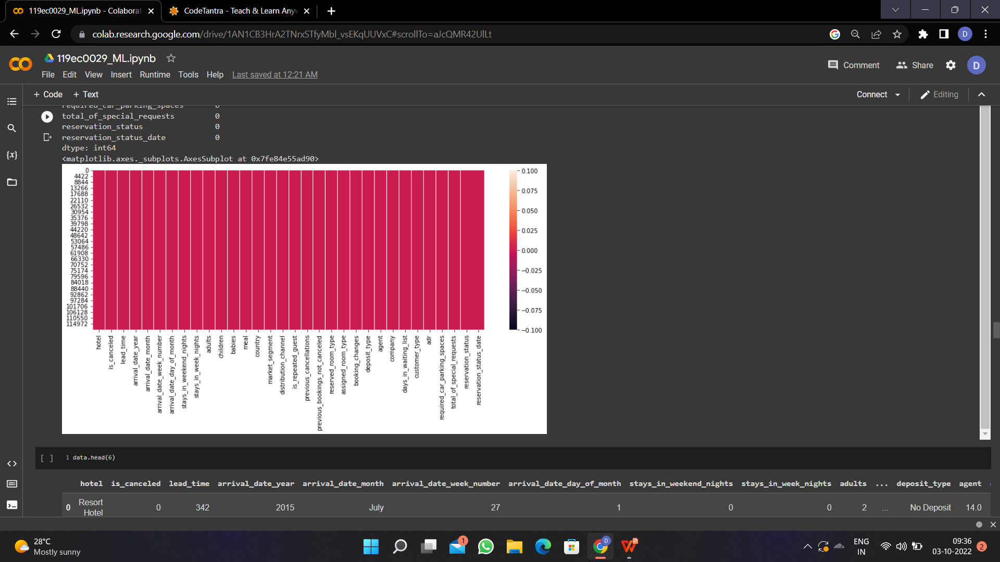 119ec0029_ML.ipynb - Colaborat
CodeTantra - Teach & Learn Anyw
colab.research.google.com/drive/1AN1CB3HrA2TNrxSTfyMbl_vsEKqUUVxC#scrollTo=aJcQMR42UlLt
D
119ec0029_ML.ipynb
File Edit View Insert Runtime Tools Help Last saved at 12:21 AM
Comment Share D
+ Code + Text
Connect Editing
required_car_parking_spaces 0
total_of_special_requests 0
reservation_status 0
reservation_status_date 0
dtype: int64
<matplotlib.axes._subplots.AxesSubplot at 0x7fe84e55ad90>
0
4422
8844
13266
17688
22110
26532
30954
35376
39798
44220
48642
53064
57486
61908
66330
70752
75174
79596
84018
88440
92862
97284
101706
106128
110550
114972
0.100
0.075
0.050
0.025
0.000
−0.025
−0.050
−0.075
−0.100
hotel
is_canceled
lead_time
arrival_date_year
arrival_date_month
arrival_date_week_number
arrival_date_day_of_month
stays_in_weekend_nights
stays_in_week_nights
adults
children
babies
meal
country
market_segment
distribution_channel
is_repeated_guest
previous_cancellations
previous_bookings_not_canceled
reserved_room_type
assigned_room_type
booking_changes
deposit_type
agent
company
days_in_waiting_list
customer_type
adr
required_car_parking_spaces
total_of_special_requests
reservation_status
reservation_status_date
[ ] 1 data.head(6)
hotel is_canceled lead_time arrival_date_year arrival_date_month arrival_date_week_number arrival_date_day_of_month stays_in_weekend_nights stays_in_week_nights adults ... deposit_type agent
0 Resort Hotel 0 342 2015 July 27 1 0 0 2 ... No Deposit 14.0
28°C
Mostly sunny
1
D
ENG
IN
09:36
03-10-2022
2